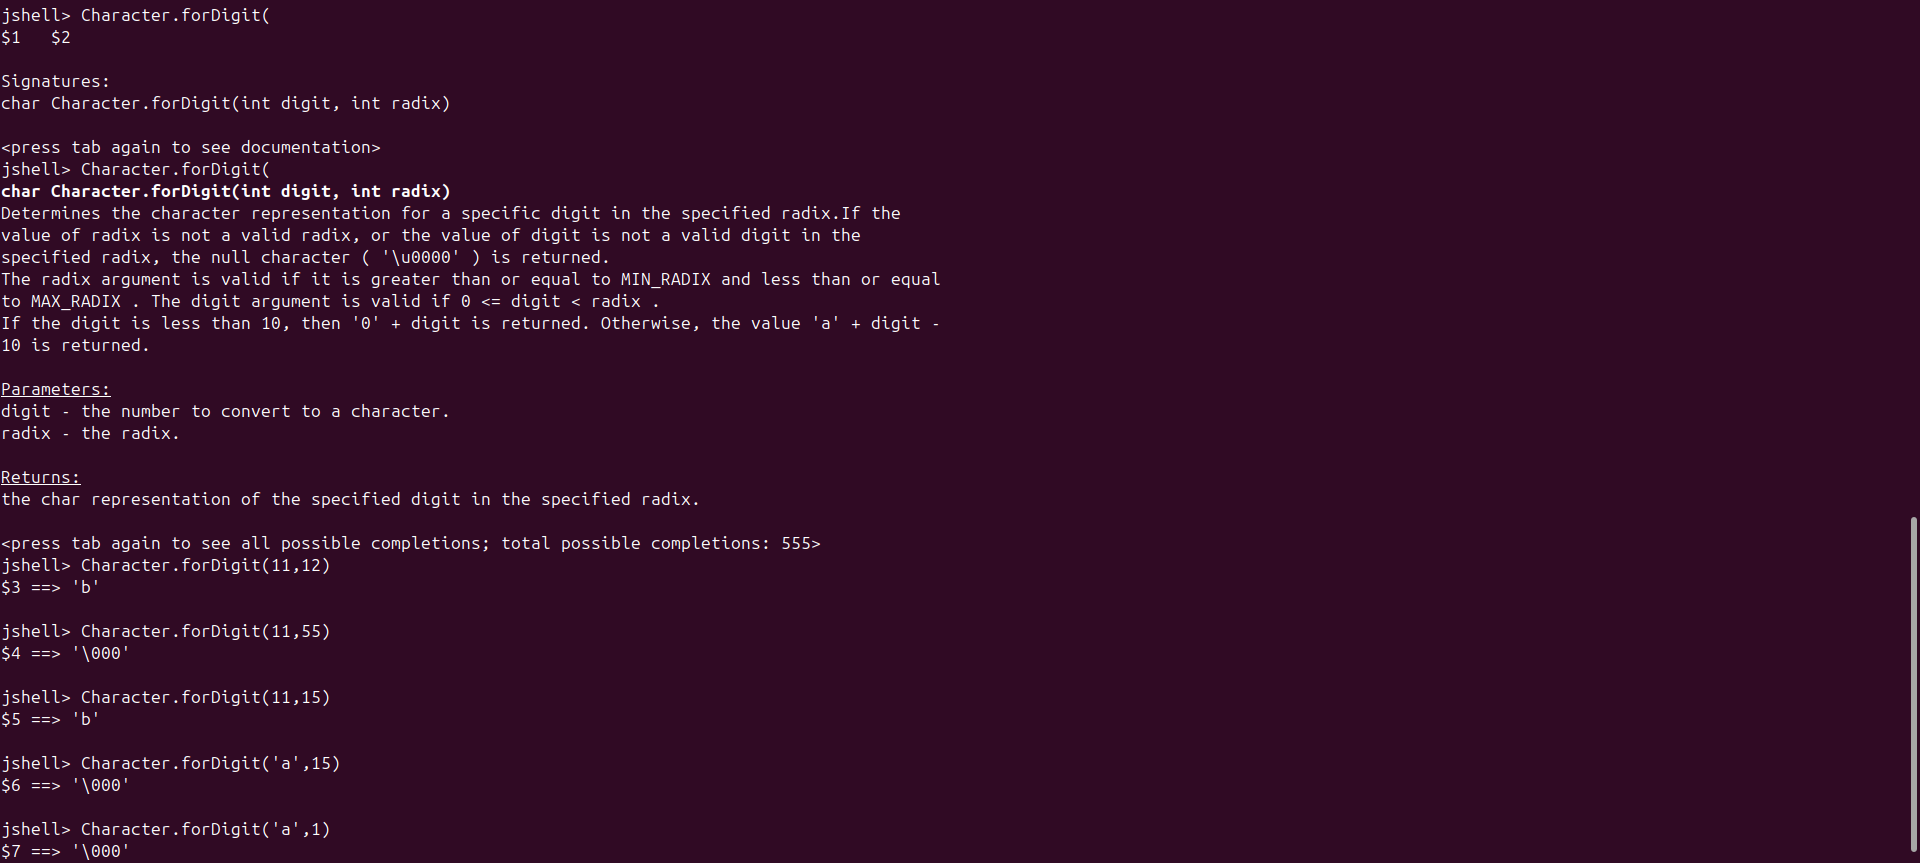 jshell> Character.forDigit(
$1   $2
Signatures:
char Character.forDigit(int digit, int radix)
<press tab again to see documentation>
jshell> Character.forDigit(
char Character.forDigit(int digit, int radix)
Determines the character representation for a specific digit in the specified radix.If the
value of radix is not a valid radix, or the value of digit is not a valid digit in the
specified radix, the null character ( '\u0000' ) is returned.
The radix argument is valid if it is greater than or equal to MIN_RADIX and less than or equal
to MAX_RADIX . The digit argument is valid if 0 <= digit < radix .
If the digit is less than 10, then '0' + digit is returned. Otherwise, the value 'a' + digit -
10 is returned.
Parameters:
digit - the number to convert to a character.
radix - the radix.
Returns:
the char representation of the specified digit in the specified radix.
<press tab again to see all possible completions; total possible completions: 555>
jshell> Character.forDigit(11,12)
$3 ==> 'b'
jshell> Character.forDigit(11,55)
$4 ==> '\000'
jshell> Character.forDigit(11,15)
$5 ==> 'b'
jshell> Character.forDigit('a',15)
$6 ==> '\000'
jshell> Character.forDigit('a',1)
$7 ==> '\000'